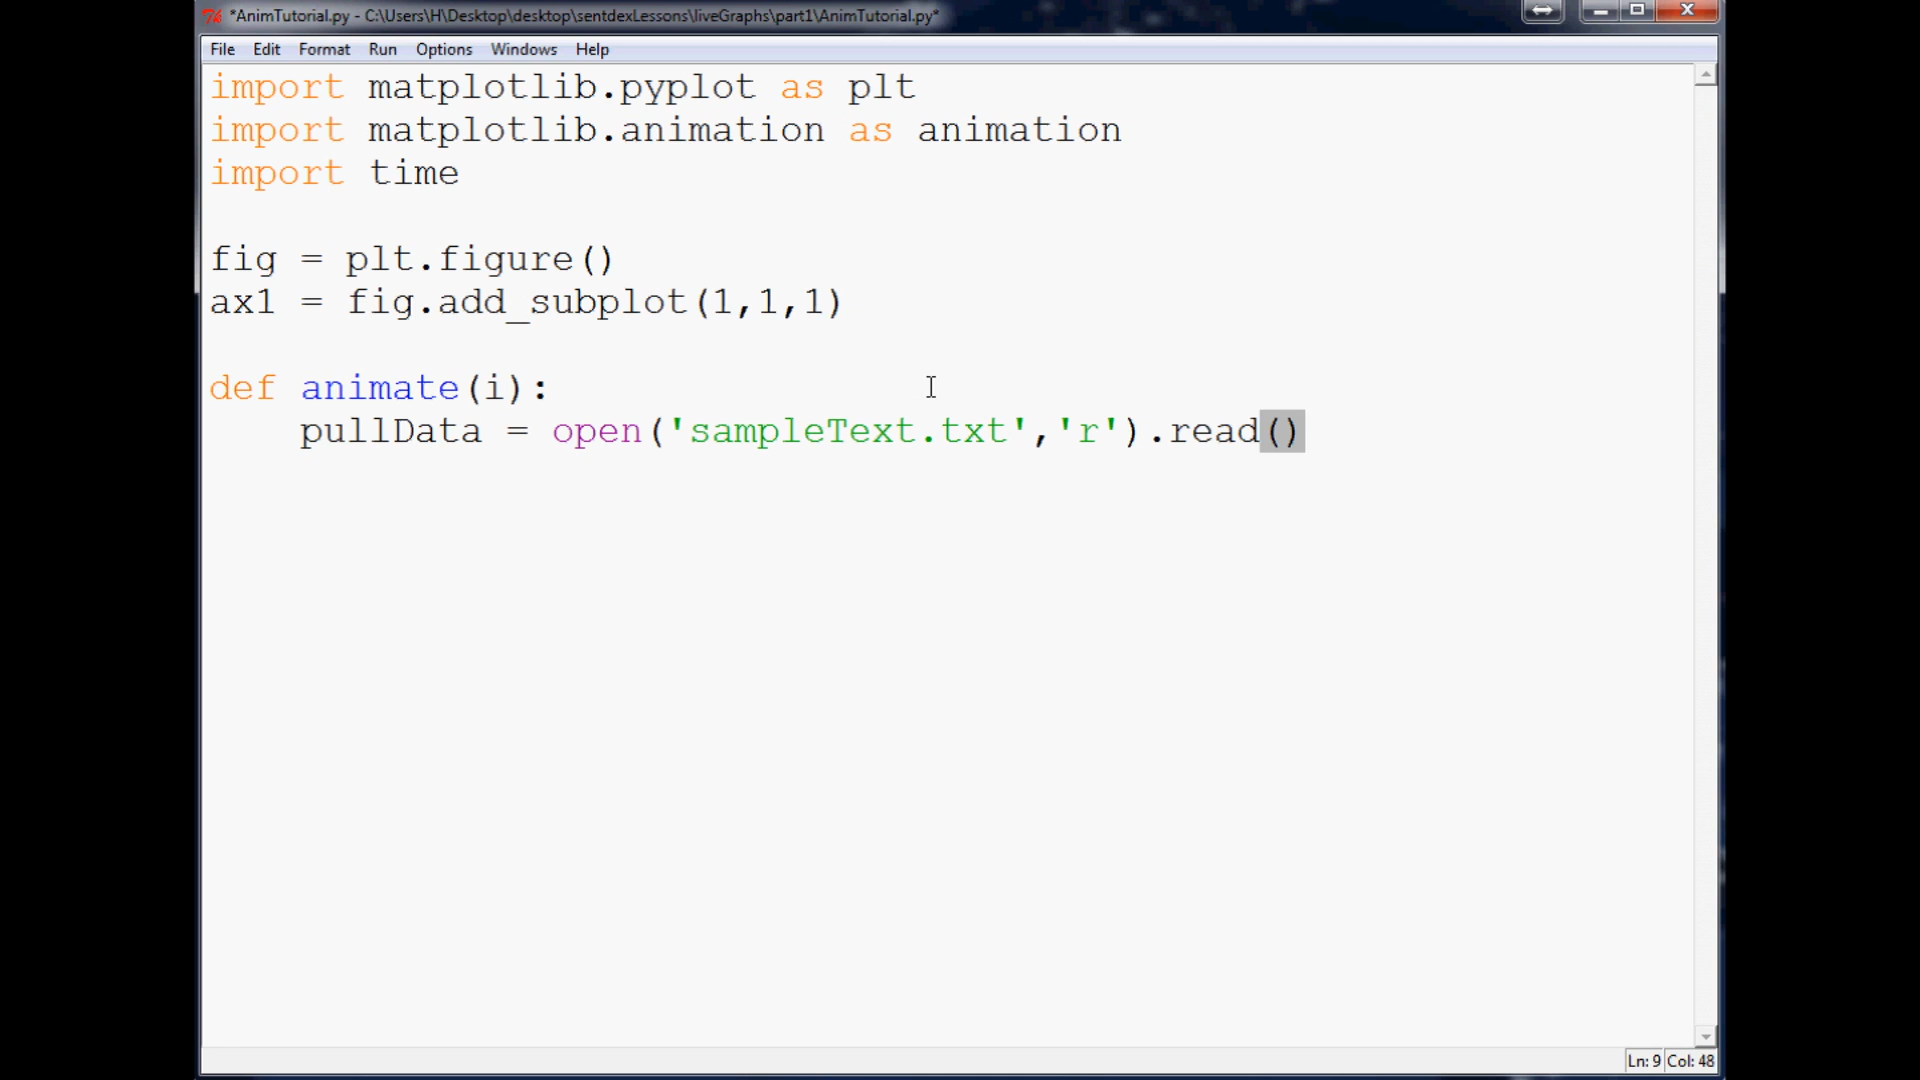 *AnimTutorial.py - C:\Users\H\Desktop\desktop\sentdexLessons\liveGraphs\part1\AnimTutorial.py*
File Edit Format Run Options Windows Help
import matplotlib.pyplot as plt
import matplotlib.animation as animation
import time
fig = plt.figure()
ax1 = fig.add_subplot(1,1,1)
def animate(i):
    pullData = open('sampleText.txt','r').read()
Ln: 9 Col: 48